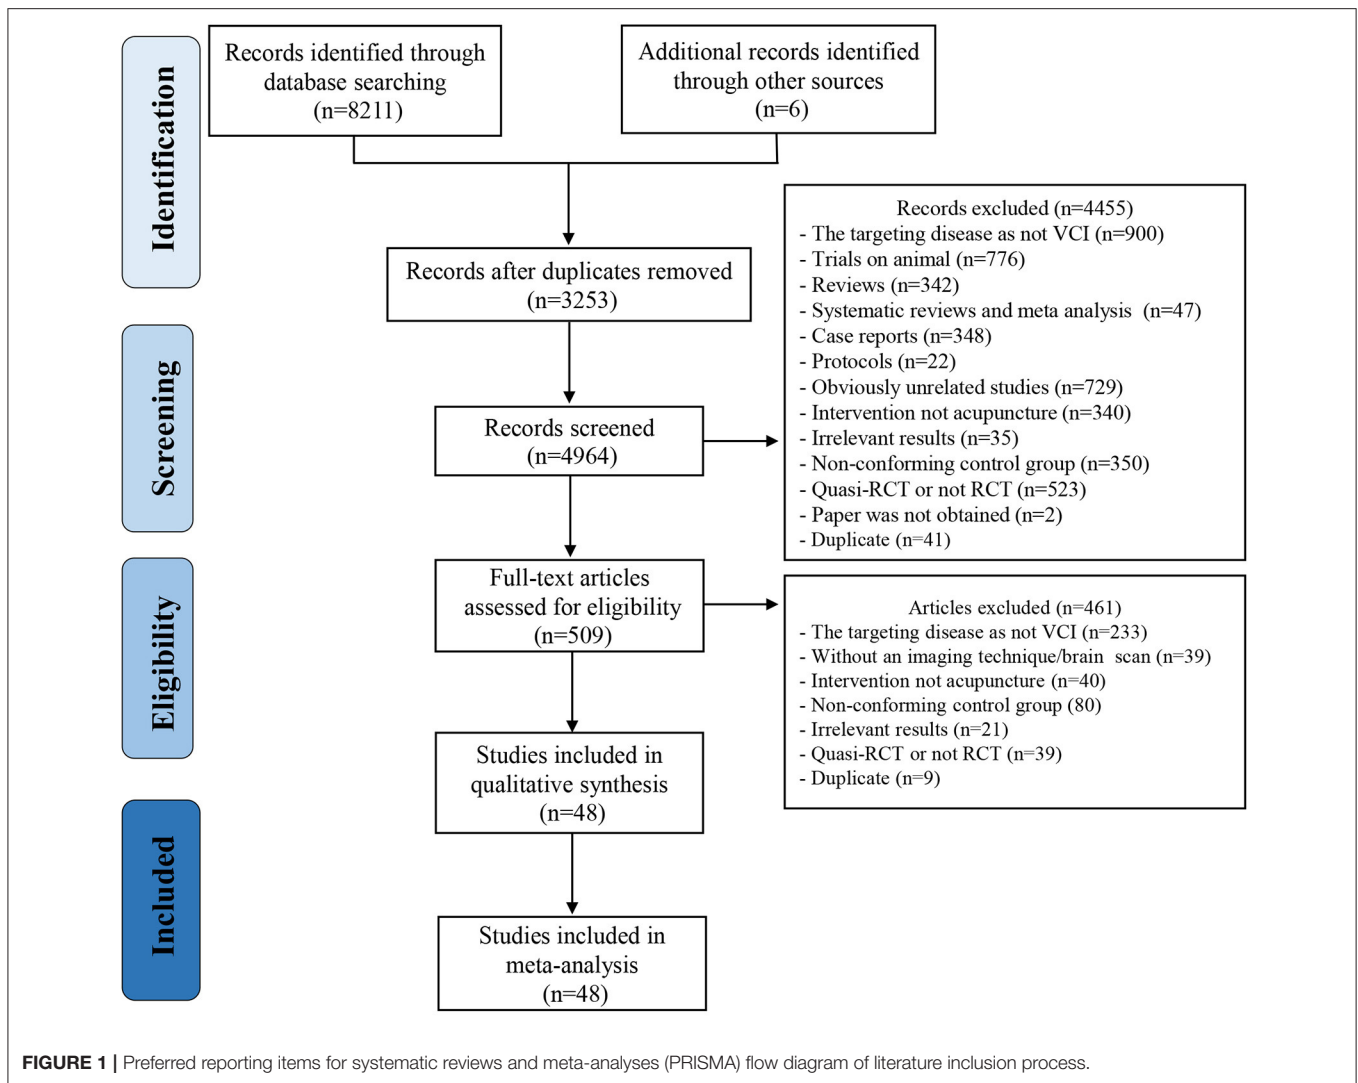 Identification
Records identified through
database searching
(n=8211)
Additional records identified
through other sources
(n=6)
Records after duplicates removed
(n=3253)
Screening
Records screened
(n=4964)
Records excluded (n=4455)
- The targeting disease as not VCI (n=900)
- Trials on animal (n=776)
- Reviews (n=342)
- Systematic reviews and meta analysis (n=47)
- Case reports (n=348)
- Protocols (n=22)
- Obviously unrelated studies (n=729)
- Intervention not acupuncture (n=340)
- Irrelevant results (n=35)
- Non-conforming control group (n=350)
- Quasi-RCT or not RCT (n=523)
- Paper was not obtained (n=2)
- Duplicate (n=41)
Eligibility
Full-text articles
assessed for eligibility
(n=509)
Articles excluded (n=461)
- The targeting disease as not VCI (n=233)
- Without an imaging technique/brain scan (n=39)
- Intervention not acupuncture (n=40)
- Non-conforming control group (80)
- Irrelevant results (n=21)
- Quasi-RCT or not RCT (n=39)
- Duplicate (n=9)
Studies included in
qualitative synthesis
(n=48)
Included
Studies included in
meta-analysis
(n=48)
FIGURE 1 | Preferred reporting items for systematic reviews and meta-analyses (PRISMA) flow diagram of literature inclusion process.